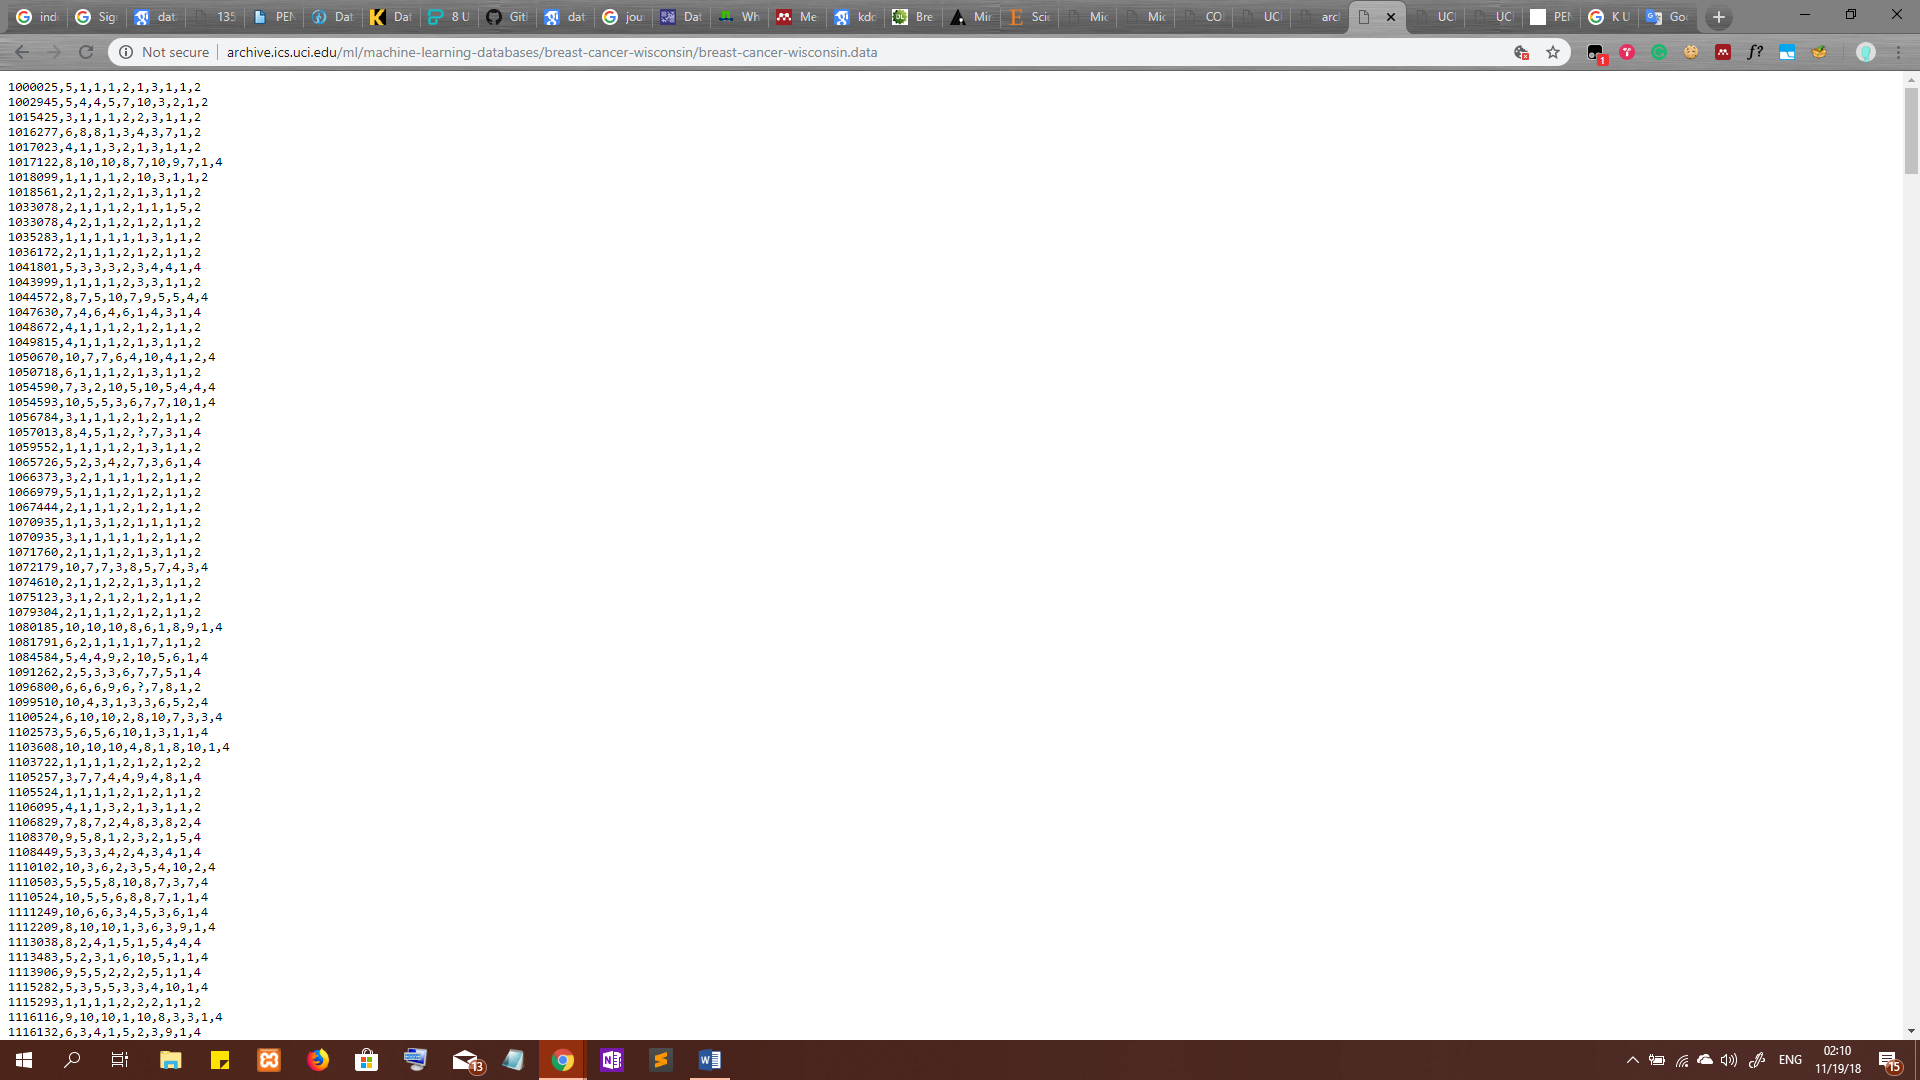 ind
Sig
dat
135
PEN
Dat
Dat
8 U
Git
dat
jou
Dat
Wh
Me
kdc
Bre
Mir
Scie
Mic
Mic
CO
UCI
arcl
UCI
UCI
PEN
K U
Goo
Not secure
archive.ics.uci.edu/ml/machine-learning-databases/breast-cancer-wisconsin/breast-cancer-wisconsin.data
1
f?
1000025,5,1,1,1,2,1,3,1,1,2
1002945,5,4,4,5,7,10,3,2,1,2
1015425,3,1,1,1,2,2,3,1,1,2
1016277,6,8,8,1,3,4,3,7,1,2
1017023,4,1,1,3,2,1,3,1,1,2
1017122,8,10,10,8,7,10,9,7,1,4
1018099,1,1,1,1,2,10,3,1,1,2
1018561,2,1,2,1,2,1,3,1,1,2
1033078,2,1,1,1,2,1,1,1,5,2
1033078,4,2,1,1,2,1,2,1,1,2
1035283,1,1,1,1,1,1,3,1,1,2
1036172,2,1,1,1,2,1,2,1,1,2
1041801,5,3,3,3,2,3,4,4,1,4
1043999,1,1,1,1,2,3,3,1,1,2
1044572,8,7,5,10,7,9,5,5,4,4
1047630,7,4,6,4,6,1,4,3,1,4
1048672,4,1,1,1,2,1,2,1,1,2
1049815,4,1,1,1,2,1,3,1,1,2
1050670,10,7,7,6,4,10,4,1,2,4
1050718,6,1,1,1,2,1,3,1,1,2
1054590,7,3,2,10,5,10,5,4,4,4
1054593,10,5,5,3,6,7,7,10,1,4
1056784,3,1,1,1,2,1,2,1,1,2
1057013,8,4,5,1,2,?,7,3,1,4
1059552,1,1,1,1,2,1,3,1,1,2
1065726,5,2,3,4,2,7,3,6,1,4
1066373,3,2,1,1,1,1,2,1,1,2
1066979,5,1,1,1,2,1,2,1,1,2
1067444,2,1,1,1,2,1,2,1,1,2
1070935,1,1,3,1,2,1,1,1,1,2
1070935,3,1,1,1,1,1,2,1,1,2
1071760,2,1,1,1,2,1,3,1,1,2
1072179,10,7,7,3,8,5,7,4,3,4
1074610,2,1,1,2,2,1,3,1,1,2
1075123,3,1,2,1,2,1,2,1,1,2
1079304,2,1,1,1,2,1,2,1,1,2
1080185,10,10,10,8,6,1,8,9,1,4
1081791,6,2,1,1,1,1,7,1,1,2
1084584,5,4,4,9,2,10,5,6,1,4
1091262,2,5,3,3,6,7,7,5,1,4
1096800,6,6,6,9,6,?,7,8,1,2
1099510,10,4,3,1,3,3,6,5,2,4
1100524,6,10,10,2,8,10,7,3,3,4
1102573,5,6,5,6,10,1,3,1,1,4
1103608,10,10,10,4,8,1,8,10,1,4
1103722,1,1,1,1,2,1,2,1,2,2
1105257,3,7,7,4,4,9,4,8,1,4
1105524,1,1,1,1,2,1,2,1,1,2
1106095,4,1,1,3,2,1,3,1,1,2
1106829,7,8,7,2,4,8,3,8,2,4
1108370,9,5,8,1,2,3,2,1,5,4
1108449,5,3,3,4,2,4,3,4,1,4
1110102,10,3,6,2,3,5,4,10,2,4
1110503,5,5,5,8,10,8,7,3,7,4
1110524,10,5,5,6,8,8,7,1,1,4
1111249,10,6,6,3,4,5,3,6,1,4
1112209,8,10,10,1,3,6,3,9,1,4
1113038,8,2,4,1,5,1,5,4,4,4
1113483,5,2,3,1,6,10,5,1,1,4
1113906,9,5,5,2,2,2,5,1,1,4
1115282,5,3,5,5,3,3,4,10,1,4
1115293,1,1,1,1,2,2,2,1,1,2
1116116,9,10,10,1,10,8,3,3,1,4
1116132,6,3,4,1,5,2,3,9,1,4
13
ENG
02:10
11/19/18
15